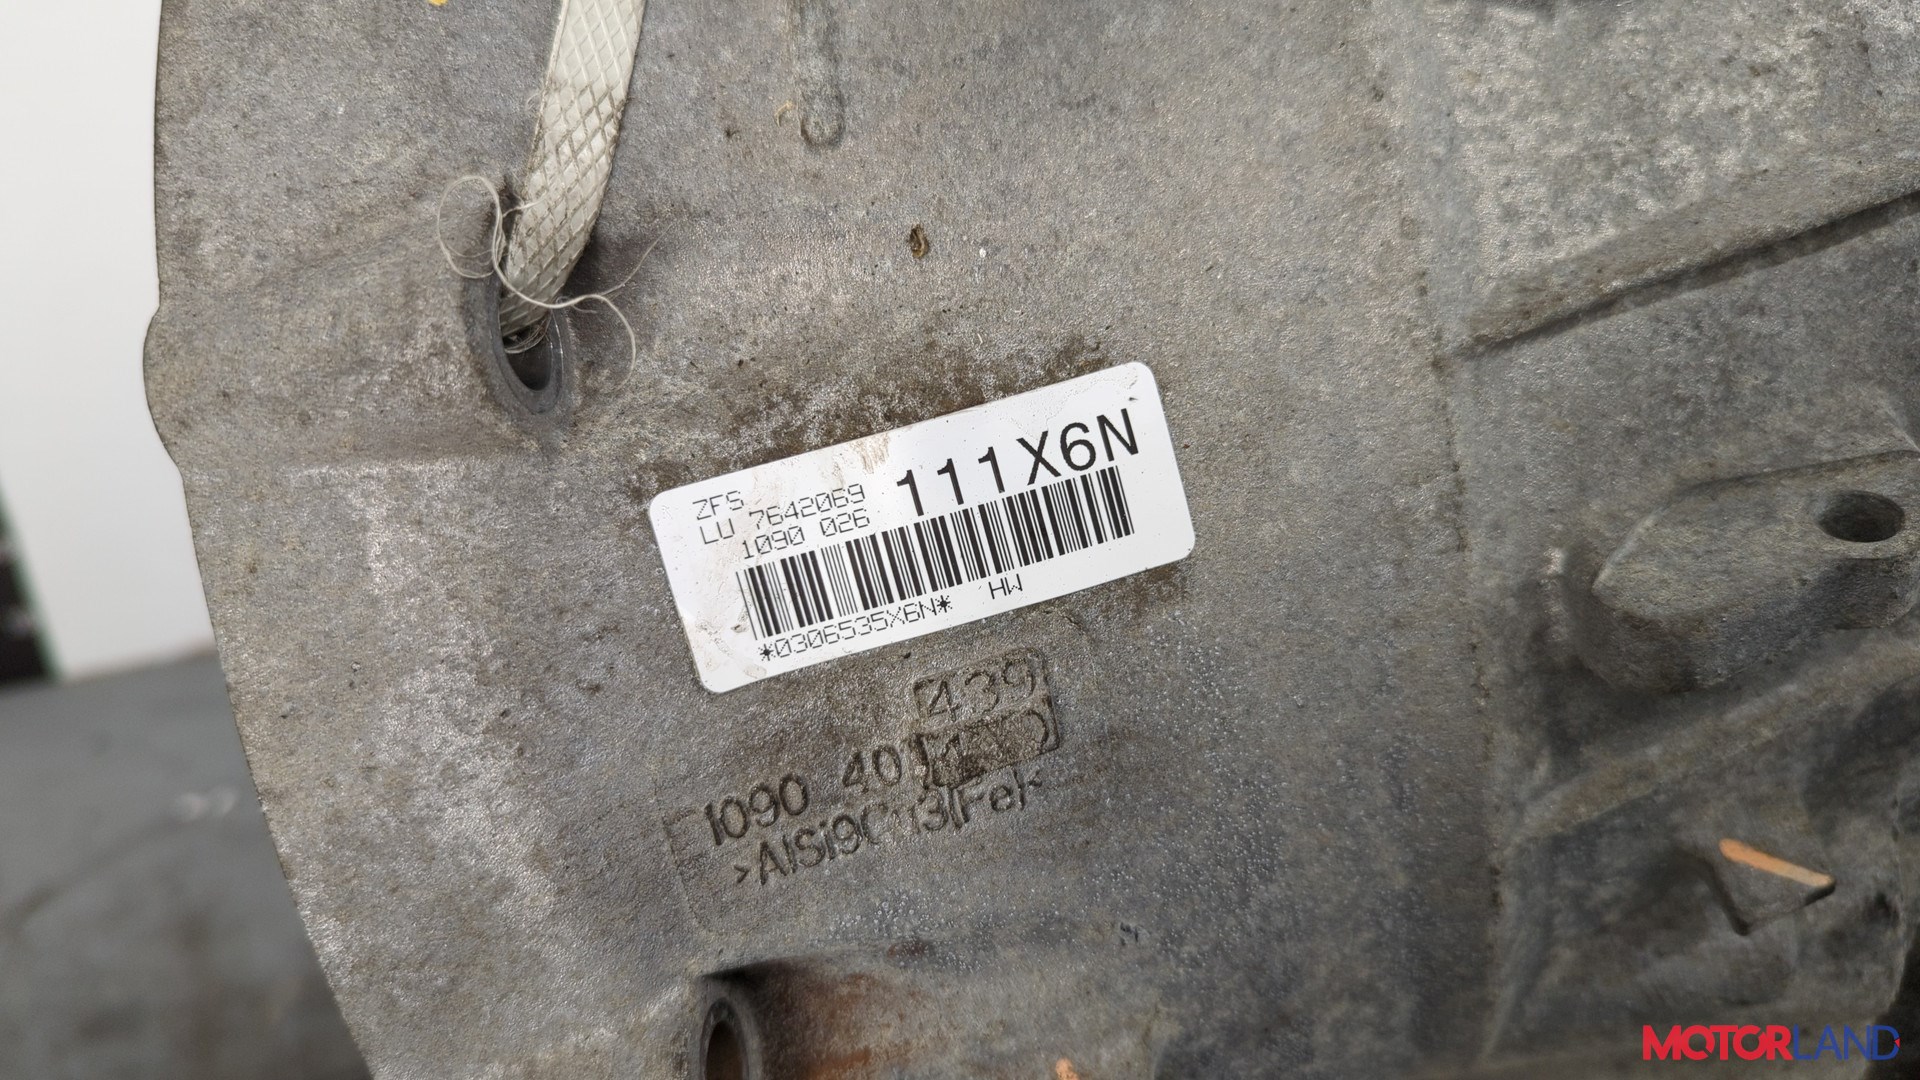 ZFS 111X6N
LU 7642069
1090 026
*0306535X6N* HW
439
1090 401
>AlSi9Cu3(Fe)<
MOTORLAND